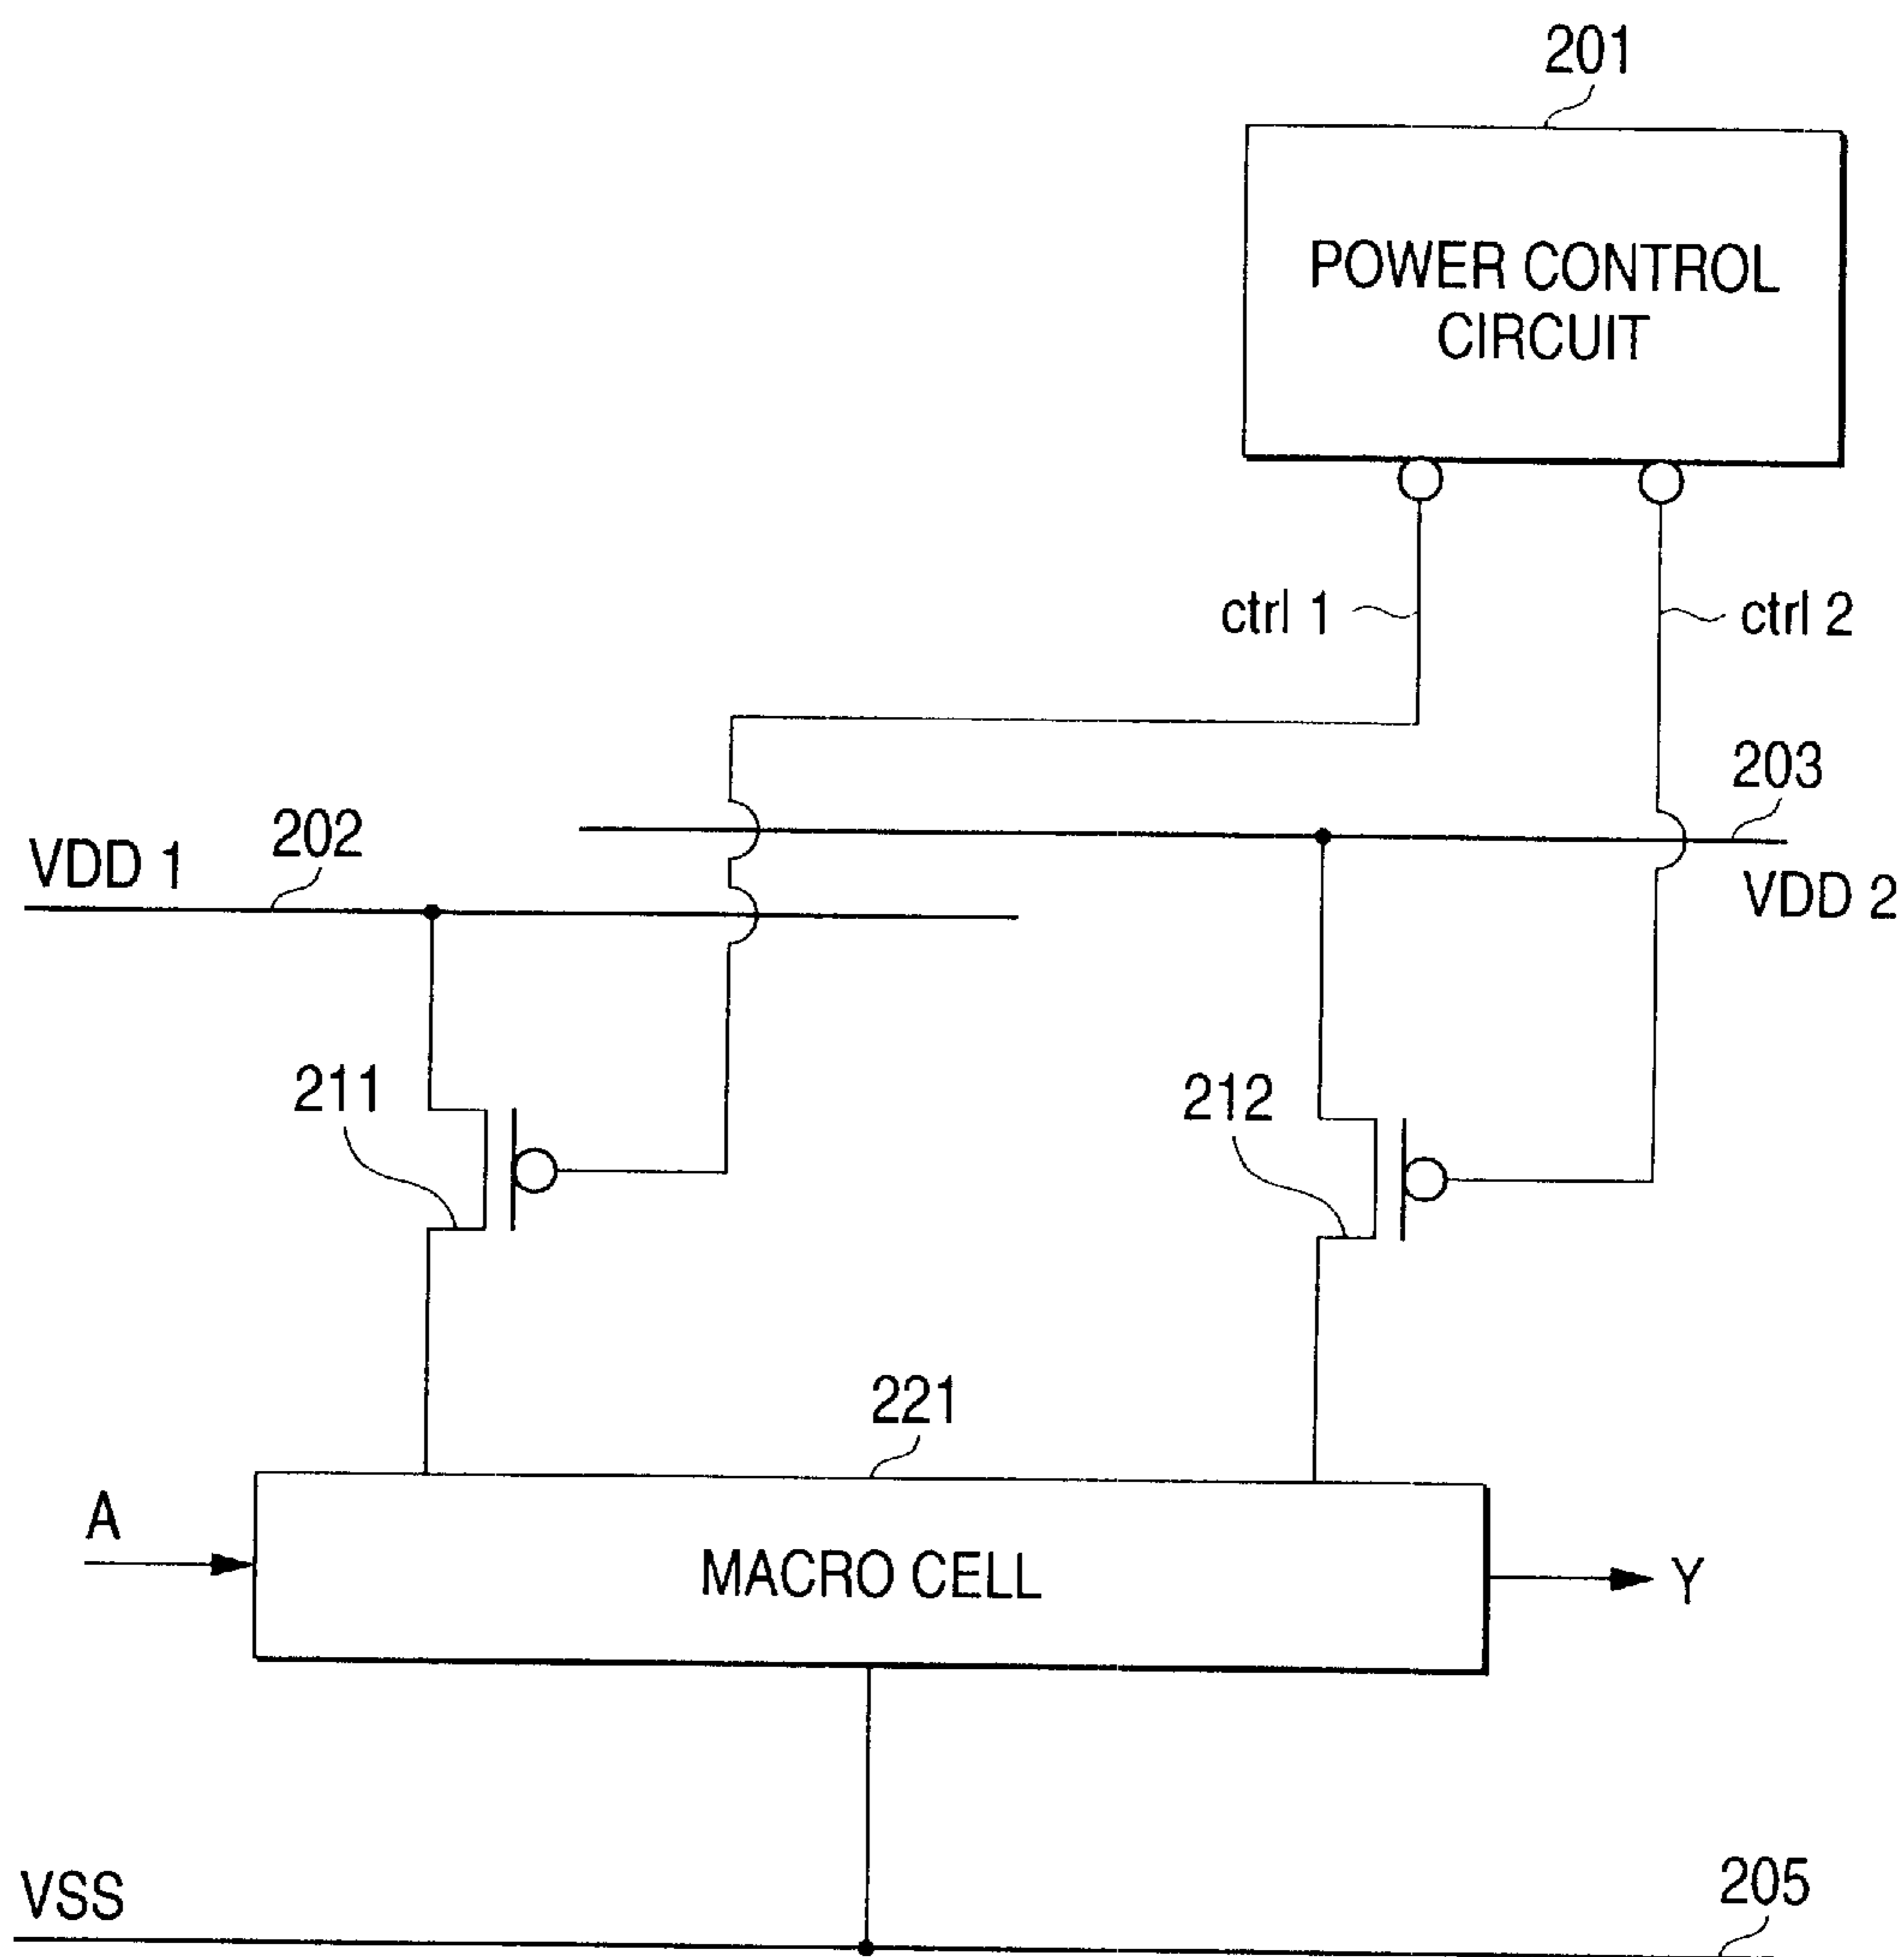 201
POWER CONTROL
CIRCUIT
ctrl 1
ctrl 2
203
202
VDD 1
VDD 2
211
212
221
A
MACRO CELL
Y
VSS
205